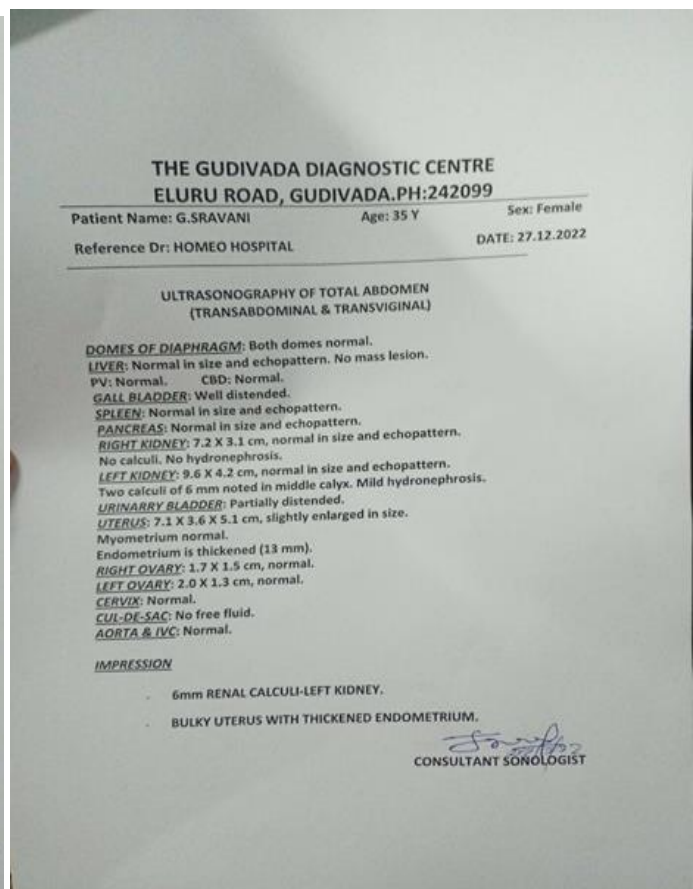 THE GUDIVADA DIAGNOSTIC CENTRE
ELURU ROAD, GUDIVADA.PH:242099
Patient Name: G.SRAVANI Age: 35 Y Sex: Female
Reference Dr: HOMEO HOSPITAL DATE: 27.12.2022
ULTRASONOGRAPHY OF TOTAL ABDOMEN
(TRANSABDOMINAL & TRANSVIGINAL)
DOMES OF DIAPHRAGM: Both domes normal.
LIVER: Normal in size and echopattern. No mass lesion.
PV: Normal. CBD: Normal.
GALL BLADDER: Well distended.
SPLEEN: Normal in size and echopattern.
PANCREAS: Normal in size and echopattern.
RIGHT KIDNEY: 7.2 X 3.1 cm, normal in size and echopattern.
No calculi. No hydronephrosis.
LEFT KIDNEY: 9.6 X 4.2 cm, normal in size and echopattern.
Two calculi of 6 mm noted in middle calyx. Mild hydronephrosis.
URINARRY BLADDER: Partially distended.
UTERUS: 7.1 X 3.6 X 5.1 cm, slightly enlarged in size.
Myometrium normal.
Endometrium is thickened (13 mm).
RIGHT OVARY: 1.7 X 1.5 cm, normal.
LEFT OVARY: 2.0 X 1.3 cm, normal.
CERVIX: Normal.
CUL-DE-SAC: No free fluid.
AORTA & IVC: Normal.
IMPRESSION
. 6mm RENAL CALCULI-LEFT KIDNEY.
. BULKY UTERUS WITH THICKENED ENDOMETRIUM.
CONSULTANT SONOLOGIST